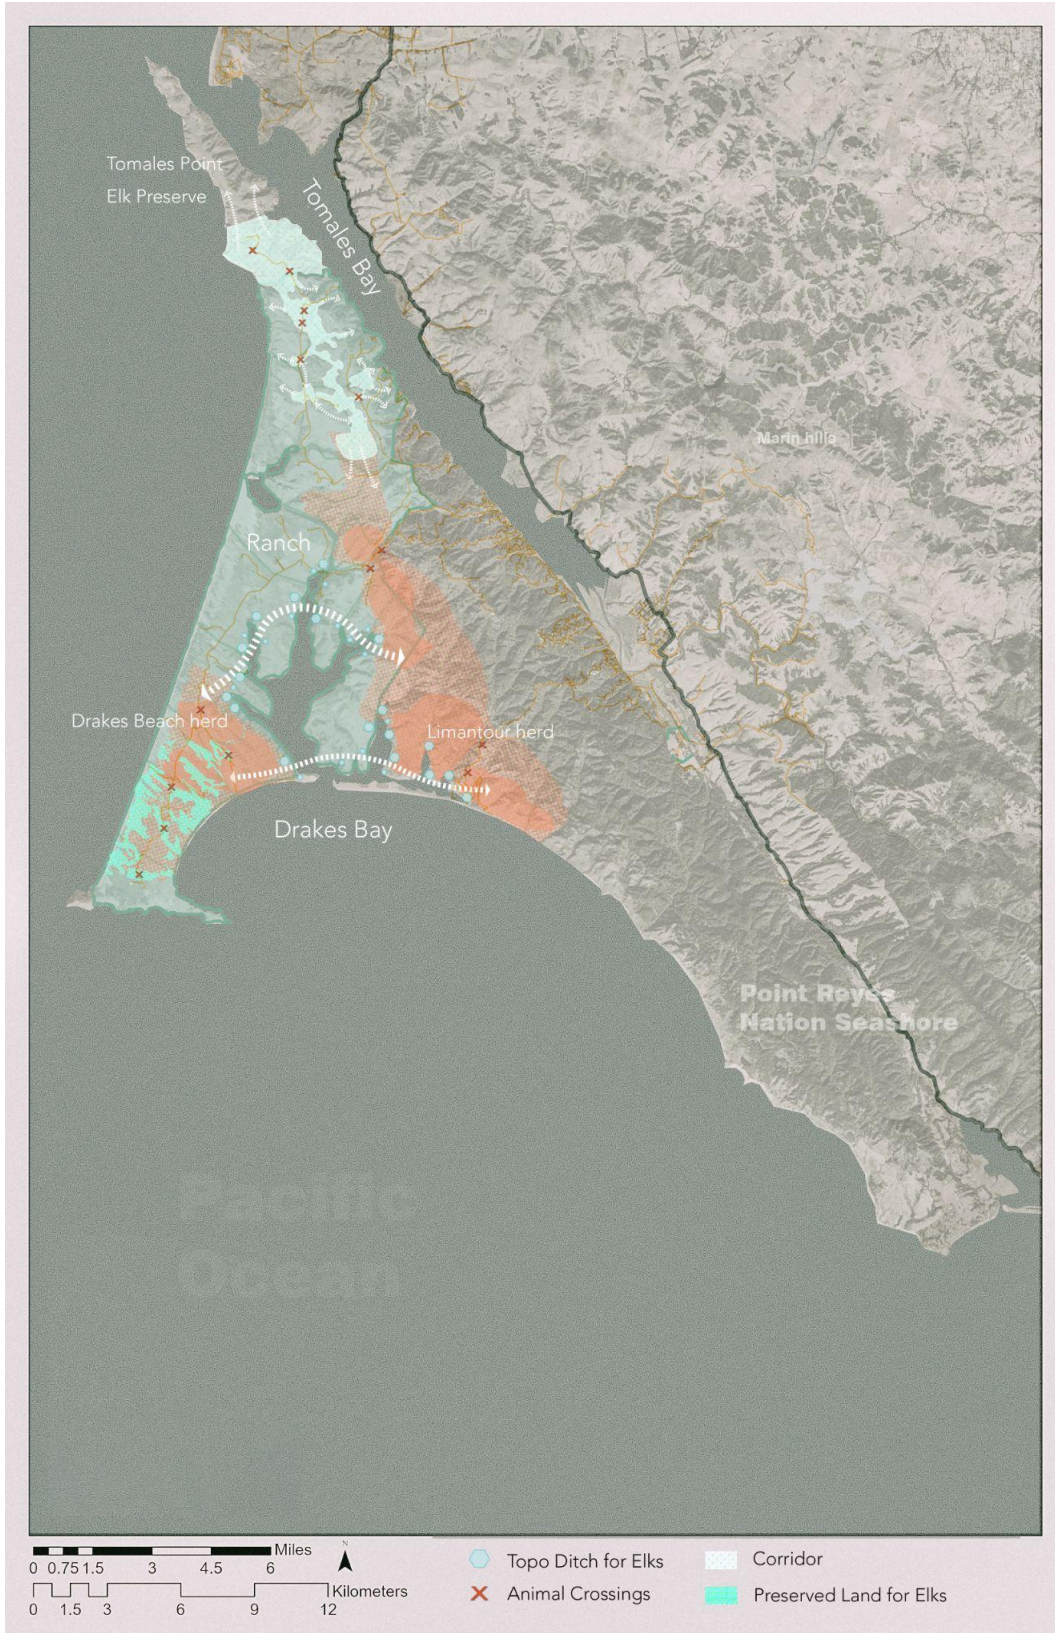 Tomales Point
Elk Preserve
Tomales Bay
Marin hills
Ranch
Drakes Beach herd
Limantour herd
Drakes Bay
Point Reyes
Nation Seashore
Pacific
Ocean
Miles
0 0.75 1.5 3 4.5 6
Kilometers
0 1.5 3 6 9 12
N
Topo Ditch for Elks
Animal Crossings
Corridor
Preserved Land for Elks